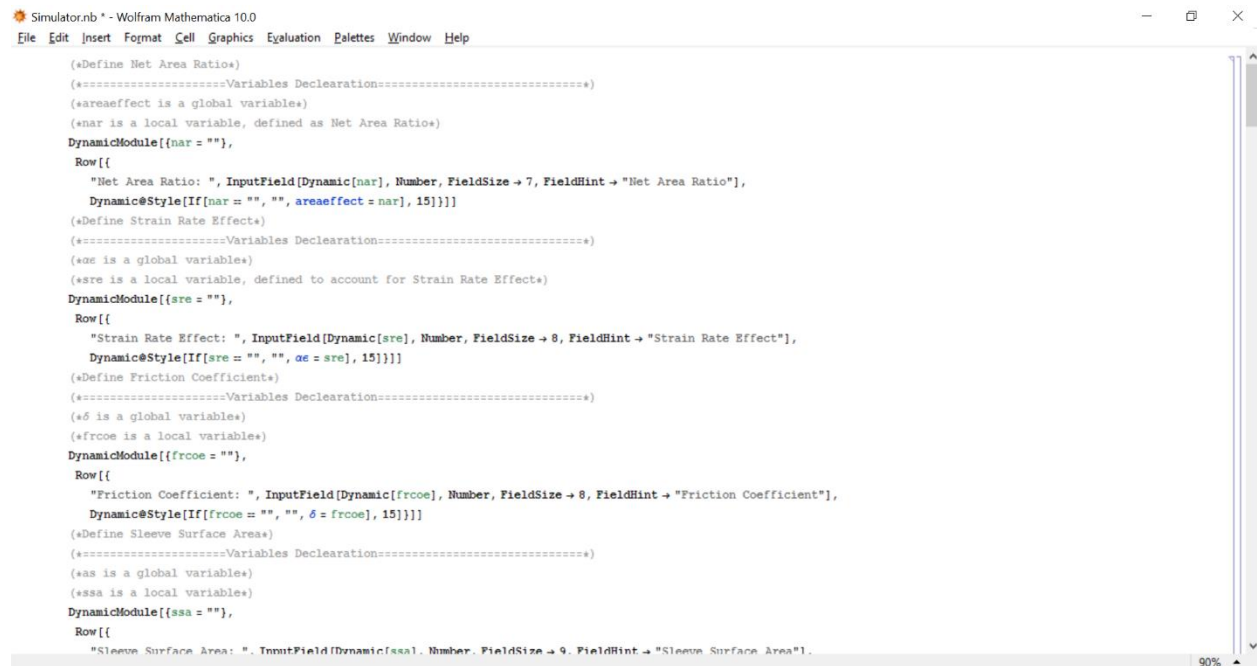 Simulator.nb * - Wolfram Mathematica 10.0
File Edit Insert Format Cell Graphics Evaluation Palettes Window Help
(*Define Net Area Ratio*)
(*=====================Variables Declearation==============================*)
(*areaeffect is a global variable*)
(*nar is a local variable, defined as Net Area Ratio*)
DynamicModule[{nar = ""},
Row[{
"Net Area Ratio: ", InputField[Dynamic[nar], Number, FieldSize → 7, FieldHint → "Net Area Ratio"],
Dynamic@Style[If[nar == "", "", areaeffect = nar], 15]}]]
(*Define Strain Rate Effect*)
(*=====================Variables Declearation==============================*)
(*αϵ is a global variable*)
(*sre is a local variable, defined to account for Strain Rate Effect*)
DynamicModule[{sre = ""},
Row[{
"Strain Rate Effect: ", InputField[Dynamic[sre], Number, FieldSize → 8, FieldHint → "Strain Rate Effect"],
Dynamic@Style[If[sre == "", "", αϵ = sre], 15]}]]
(*Define Friction Coefficient*)
(*=====================Variables Declearation==============================*)
(*δ is a global variable*)
(*frcoe is a local variable*)
DynamicModule[{frcoe = ""},
Row[{
"Friction Coefficient: ", InputField[Dynamic[frcoe], Number, FieldSize → 8, FieldHint → "Friction Coefficient"],
Dynamic@Style[If[frcoe == "", "", δ = frcoe], 15]}]]
(*Define Sleeve Surface Area*)
(*=====================Variables Declearation==============================*)
(*as is a global variable*)
(*ssa is a local variable*)
DynamicModule[{ssa = ""},
Row[{
"Sleeve Surface Area: ", InputField[Dynamic[ssa], Number, FieldSize → 9, FieldHint → "Sleeve Surface Area"],
90%